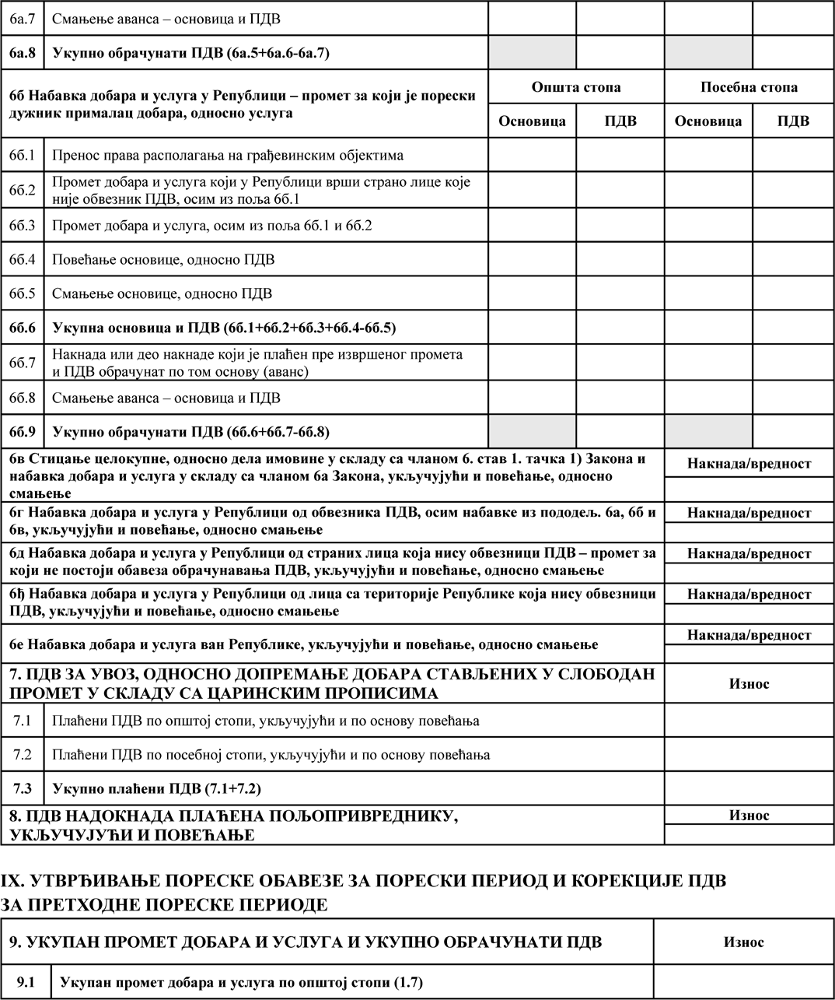 6а.7 Смањење аванса – основица и ПДВ
6а.8 Укупно обрачунати ПДВ (6а.5+6а.6-6а.7)
6б Набавка добара и услуга у Републици – промет за који је порески
дужник прималац добара, односно услуга
Општа стопа Посебна стопа
Основица ПДВ Основица ПДВ
6б.1 Пренос права располагања на грађевинским објектима
6б.2 Промет добара и услуга који у Републици врши страно лице које
није обвезник ПДВ, осим из поља 6б.1
6б.3 Промет добара и услуга, осим из поља 6б.1 и 6б.2
6б.4 Повећање основице, односно ПДВ
6б.5 Смањење основице, односно ПДВ
6б.6 Укупна основица и ПДВ (6б.1+6б.2+6б.3+6б.4-6б.5)
6б.7 Накнада или део накнаде који је плаћен пре извршеног промета
и ПДВ обрачунат по том основу (аванс)
6б.8 Смањење аванса – основица и ПДВ
6б.9 Укупно обрачунати ПДВ (6б.6+6б.7-6б.8)
6в Стицање целокупне, односно дела имовине у складу са чланом 6. став 1. тачка 1) Закона и
набавка добара и услуга у складу са чланом 6а Закона, укључујући и повећање, односно
смањење
Накнада/вредност
6г Набавка добара и услуга у Републици од обвезника ПДВ, осим набавке из пододељ. 6а, 6б и
6в, укључујући и повећање, односно смањење
Накнада/вредност
6д Набавка добара и услуга у Републици од страних лица која нису обвезници ПДВ – промет за
који не постоји обавеза обрачунавања ПДВ, укључујући и повећање, односно смањење
Накнада/вредност
6ђ Набавка добара и услуга у Републици од лица са територије Републике која нису обвезници
ПДВ, укључујући и повећање, односно смањење
Накнада/вредност
6е Набавка добара и услуга ван Републике, укључујући и повећање, односно смањење
Накнада/вредност
7. ПДВ ЗА УВОЗ, ОДНОСНО ДОПРЕМАЊЕ ДОБАРА СТАВЉЕНИХ У СЛОБОДАН
ПРОМЕТ У СКЛАДУ СА ЦАРИНСКИМ ПРОПИСИМА
Износ
7.1 Плаћени ПДВ по општој стопи, укључујући и по основу повећања
7.2 Плаћени ПДВ по посебној стопи, укључујући и по основу повећања
7.3 Укупно плаћени ПДВ (7.1+7.2)
8. ПДВ НАДОКНАДА ПЛАЋЕНА ПОЉОПРИВРЕДНИКУ,
УКЉУЧУЈУЋИ И ПОВЕЋАЊЕ
Износ
IX. УТВРЂИВАЊЕ ПОРЕСКЕ ОБАВЕЗЕ ЗА ПОРЕСКИ ПЕРИОД И КОРЕКЦИЈЕ ПДВ
ЗА ПРЕТХОДНЕ ПОРЕСКЕ ПЕРИОДЕ
9. УКУПАН ПРОМЕТ ДОБАРА И УСЛУГА И УКУПНО ОБРАЧУНАТИ ПДВ Износ
9.1 Укупан промет добара и услуга по општој стопи (1.7)